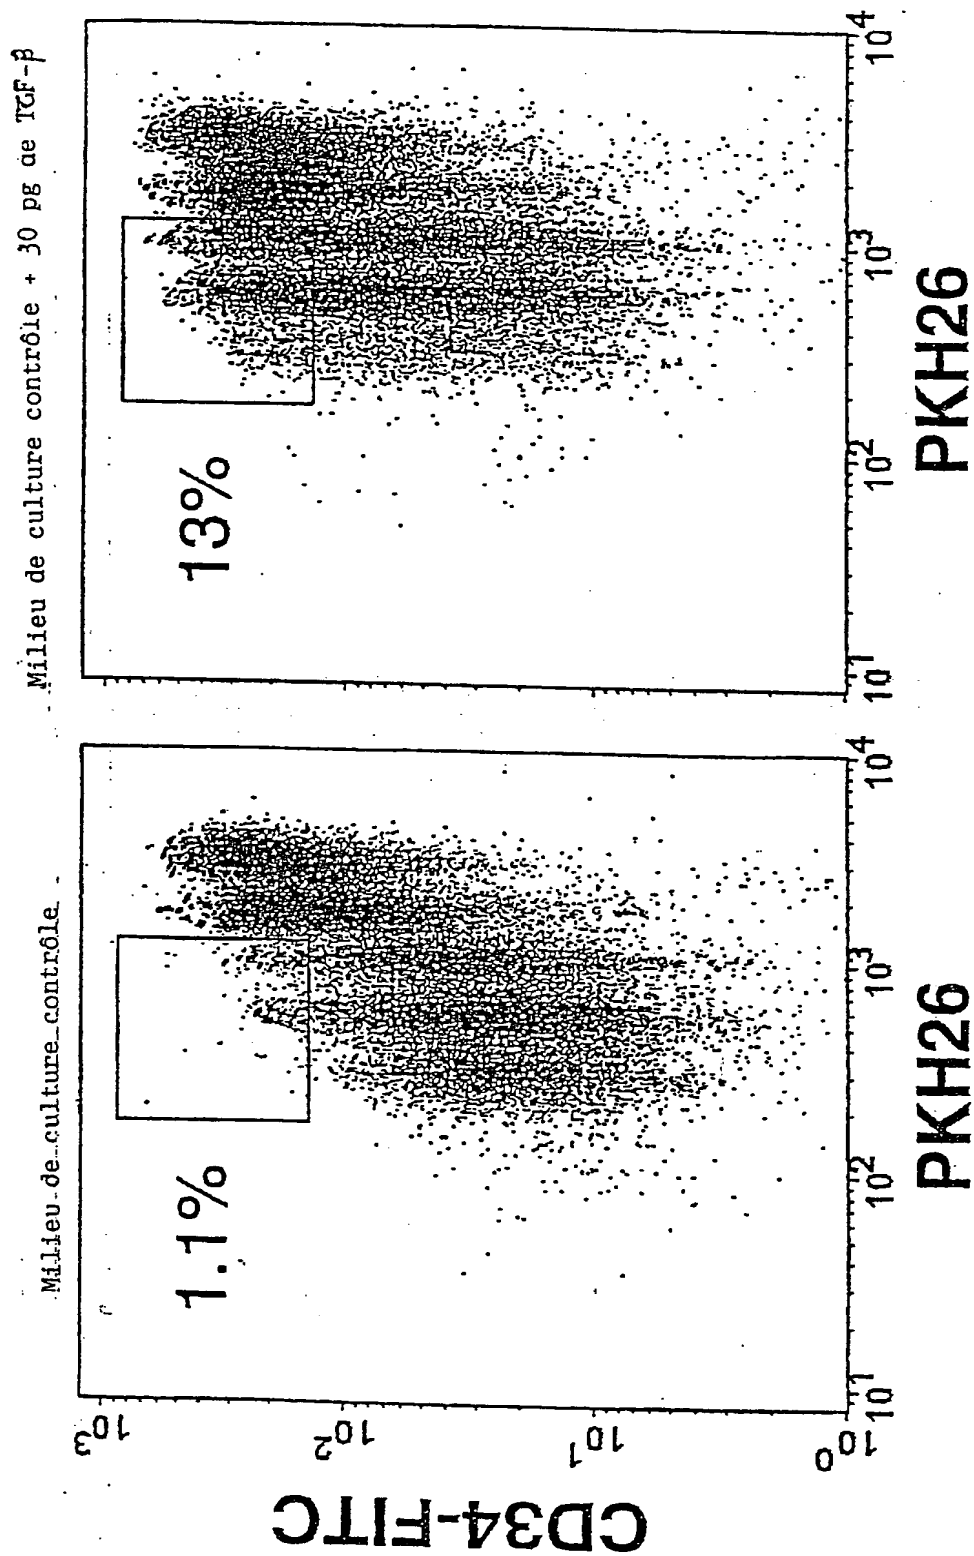 Milieu de culture contrôle
Milieu de culture contrôle + 30 pg de TGF-β
CD34-FITC
10³
10²
10¹
10⁰
1.1%
13%
10¹ 10² 10³ 10⁴
10¹ 10² 10³ 10⁴
PKH26
PKH26